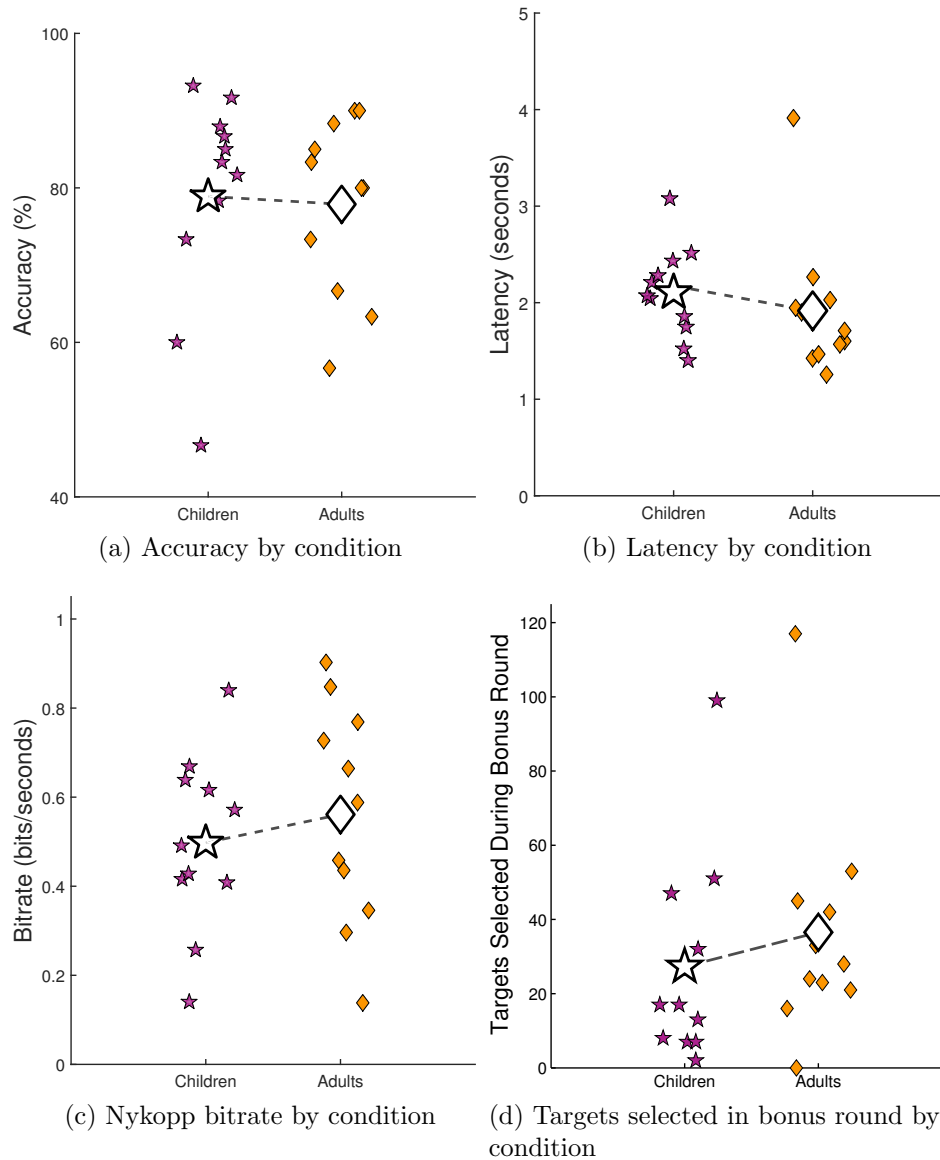 100
80
60
40
Accuracy (%)
Children
Adults
(a) Accuracy by condition
5
4
3
2
1
0
Latency (seconds)
Children
Adults
(b) Latency by condition
1
0.8
0.6
0.4
0.2
0
Bitrate (bits/seconds)
Children
Adults
(c) Nykopp bitrate by condition
120
100
80
60
40
20
0
Targets Selected During Bonus Round
Children
Adults
(d) Targets selected in bonus round by
condition